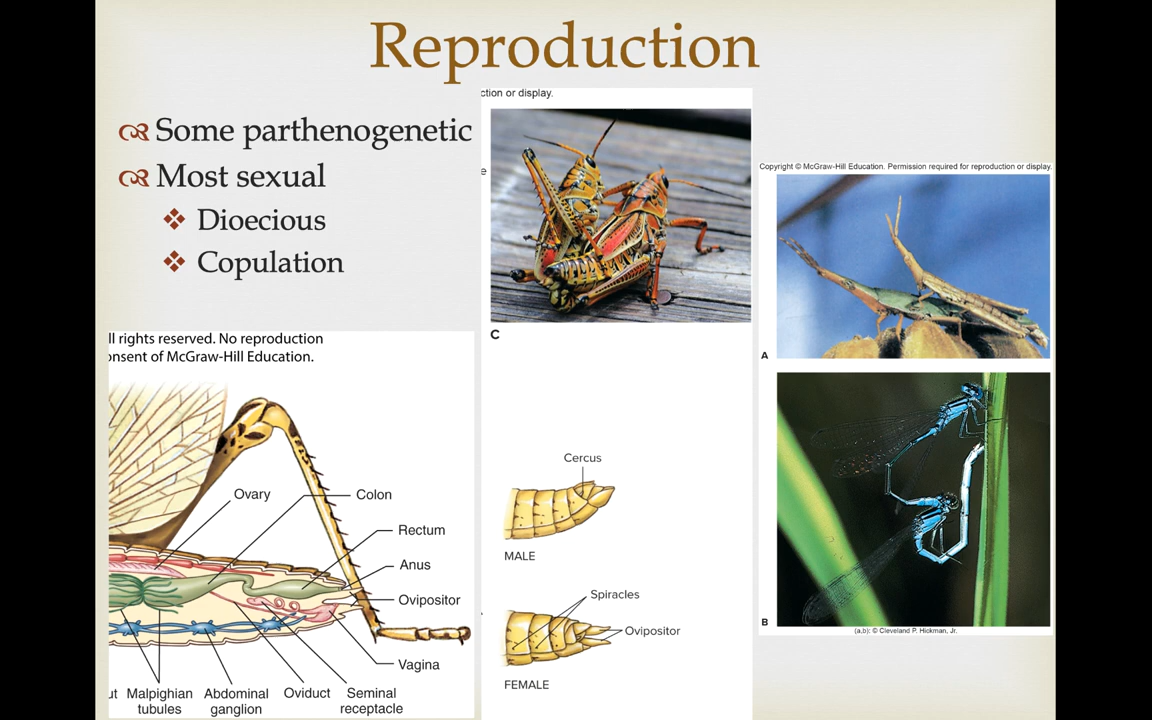 Reproduction
Some parthenogenetic
Most sexual
Dioecious
Copulation
ction or display.
e
C
Copyright © McGraw-Hill Education. Permission required for reproduction or display.
A
B
(a,b): © Cleveland P. Hickman, Jr.
ll rights reserved. No reproduction
onsent of McGraw-Hill Education.
Ovary
Colon
Rectum
Anus
Ovipositor
Vagina
ut
Malpighian
tubules
Abdominal
ganglion
Oviduct
Seminal
receptacle
Cercus
MALE
Spiracles
Ovipositor
FEMALE